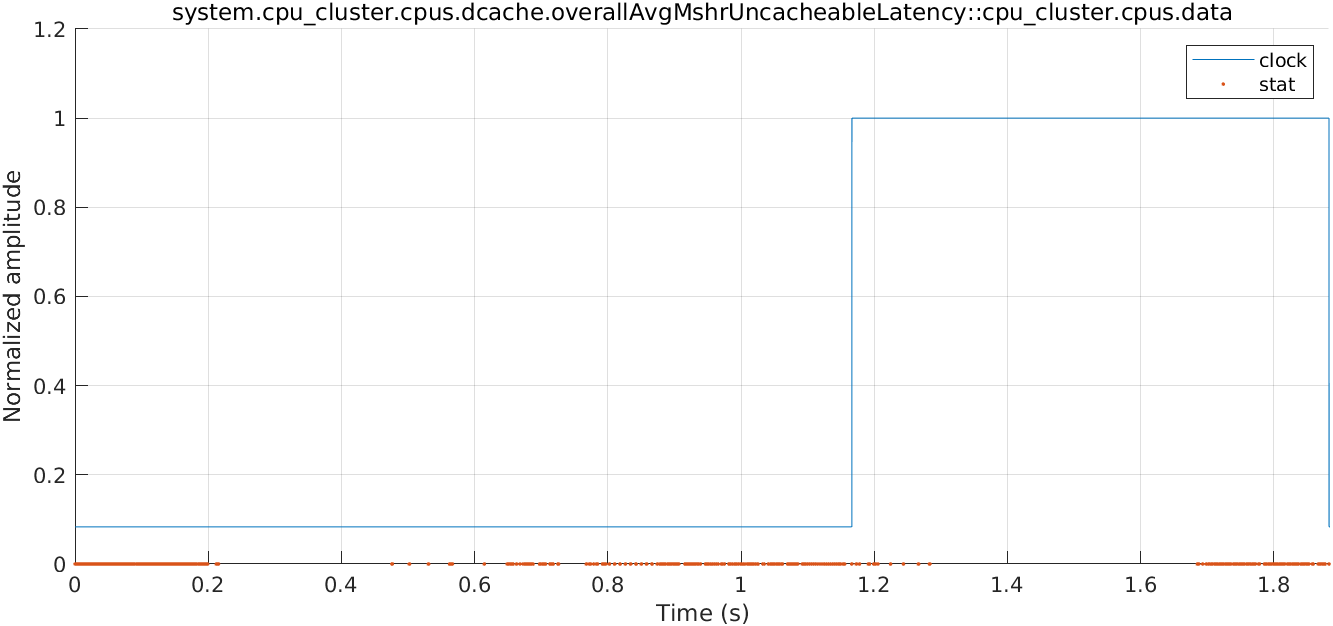 system.cpu_cluster.cpus.dcache.overallAvgMshrUncacheableLatency::cpu_cluster.cpus.data
1.2
clock
stat
1
0.8
Normalized amplitude
0.6
0.4
0.2
0
0 0.2 0.4 0.6 0.8 1 1.2 1.4 1.6 1.8
Time (s)